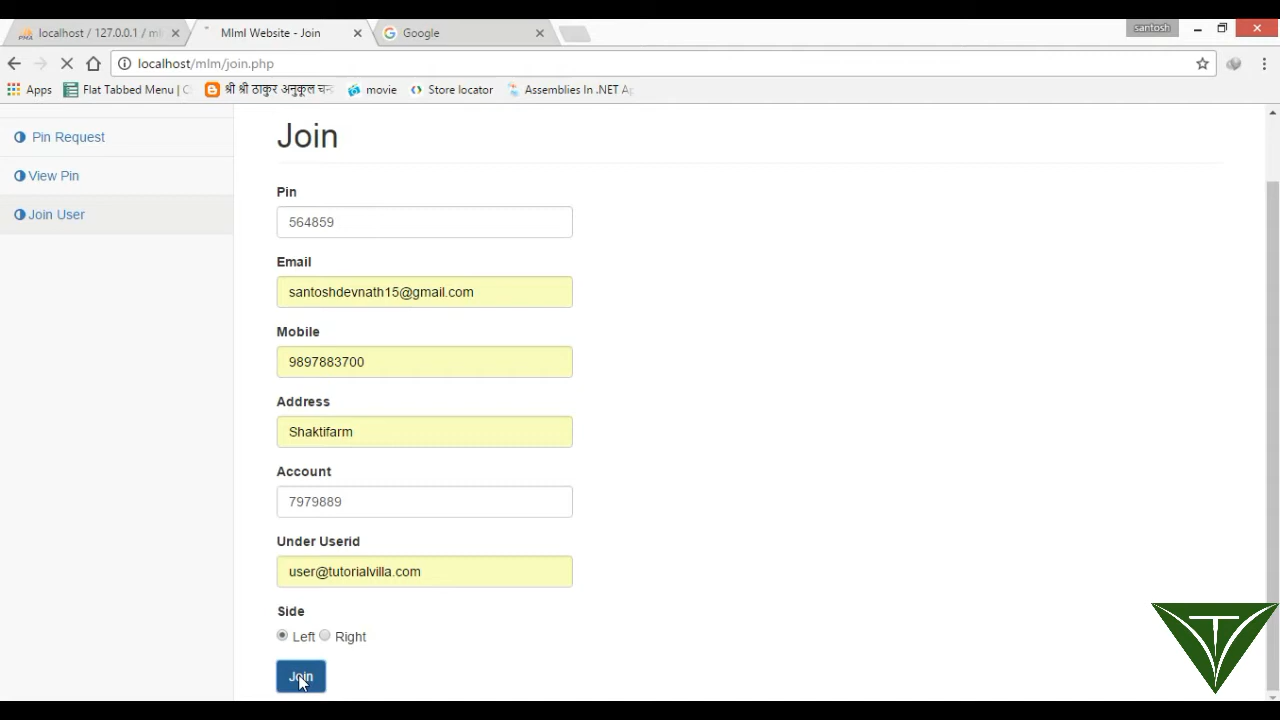 localhost / 127.0.0.1 / ml
Mlml Website - Join
Google
santosh
localhost/mlm/join.php
Apps
Flat Tabbed Menu | C
श्री श्री ठाकुर अनुकूल चन्
movie
Store locator
Assemblies In .NET Ap
Pin Request
View Pin
Join User
Join
Pin
564859
Email
santoshdevnath15@gmail.com
Mobile
9897883700
Address
Shaktifarm
Account
7979889
Under Userid
user@tutorialvilla.com
Side
Left Right
Join